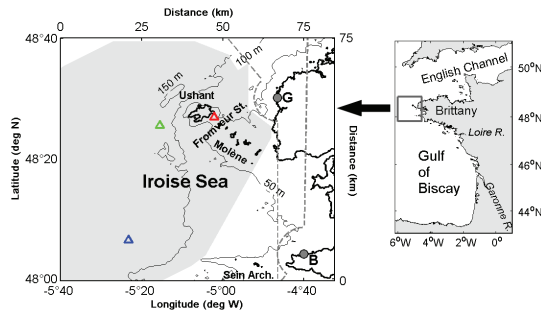 Distance (km)
0 25 50 75
48°40'
75
100 m
150 m
Ushant
G
Fromveur St.
Molène
48°20'
Latitude (deg N)
Distance (km)
Iroise Sea
50 m
B
Sein Arch.
48°00'
0
-5°40' -5°20' -5°00' -4°40'
Longitude (deg W)
50°N
English Channel
Brittany
48°N
Loire R.
Gulf
of
Biscay
46°N
Garonne R.
44°N
6°W 4°W 2°W 0°